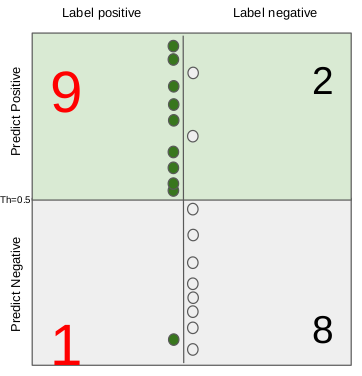 Label positive
Label negative
Predict Positive
9
2
Th=0.5
Predict Negative
1
8